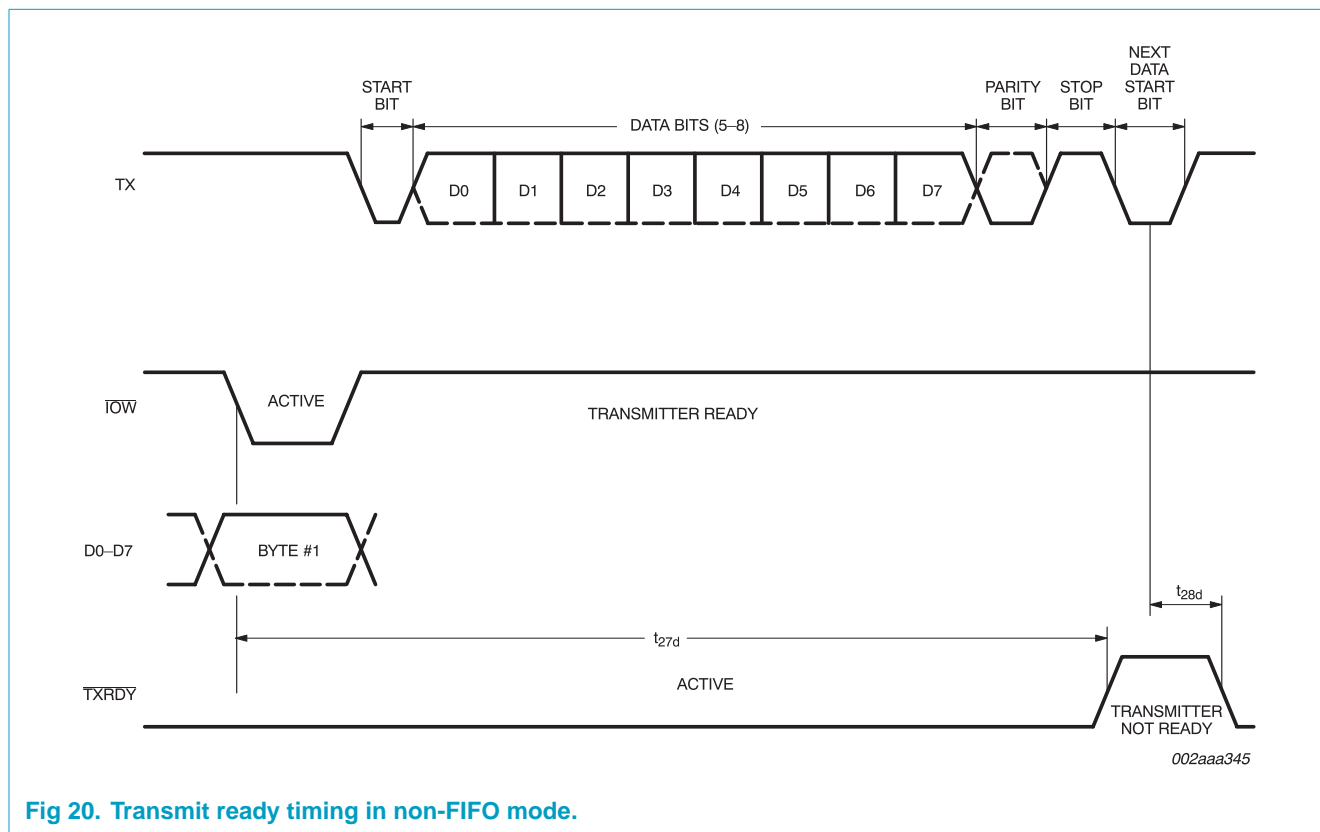 START
BIT
DATA BITS (5–8)
PARITY
BIT
STOP
BIT
NEXT
DATA
START
BIT
TX
D0
D1
D2
D3
D4
D5
D6
D7
IOW
ACTIVE
TRANSMITTER READY
D0–D7
BYTE #1
t28d
t27d
TXRDY
ACTIVE
TRANSMITTER
NOT READY
002aaa345
Fig 20. Transmit ready timing in non-FIFO mode.